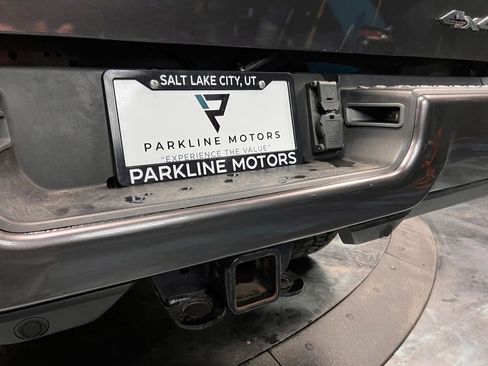 4x4
SALT LAKE CITY, UT
PARKLINE MOTORS
"EXPERIENCE THE VALUE"
PARKLINE MOTORS